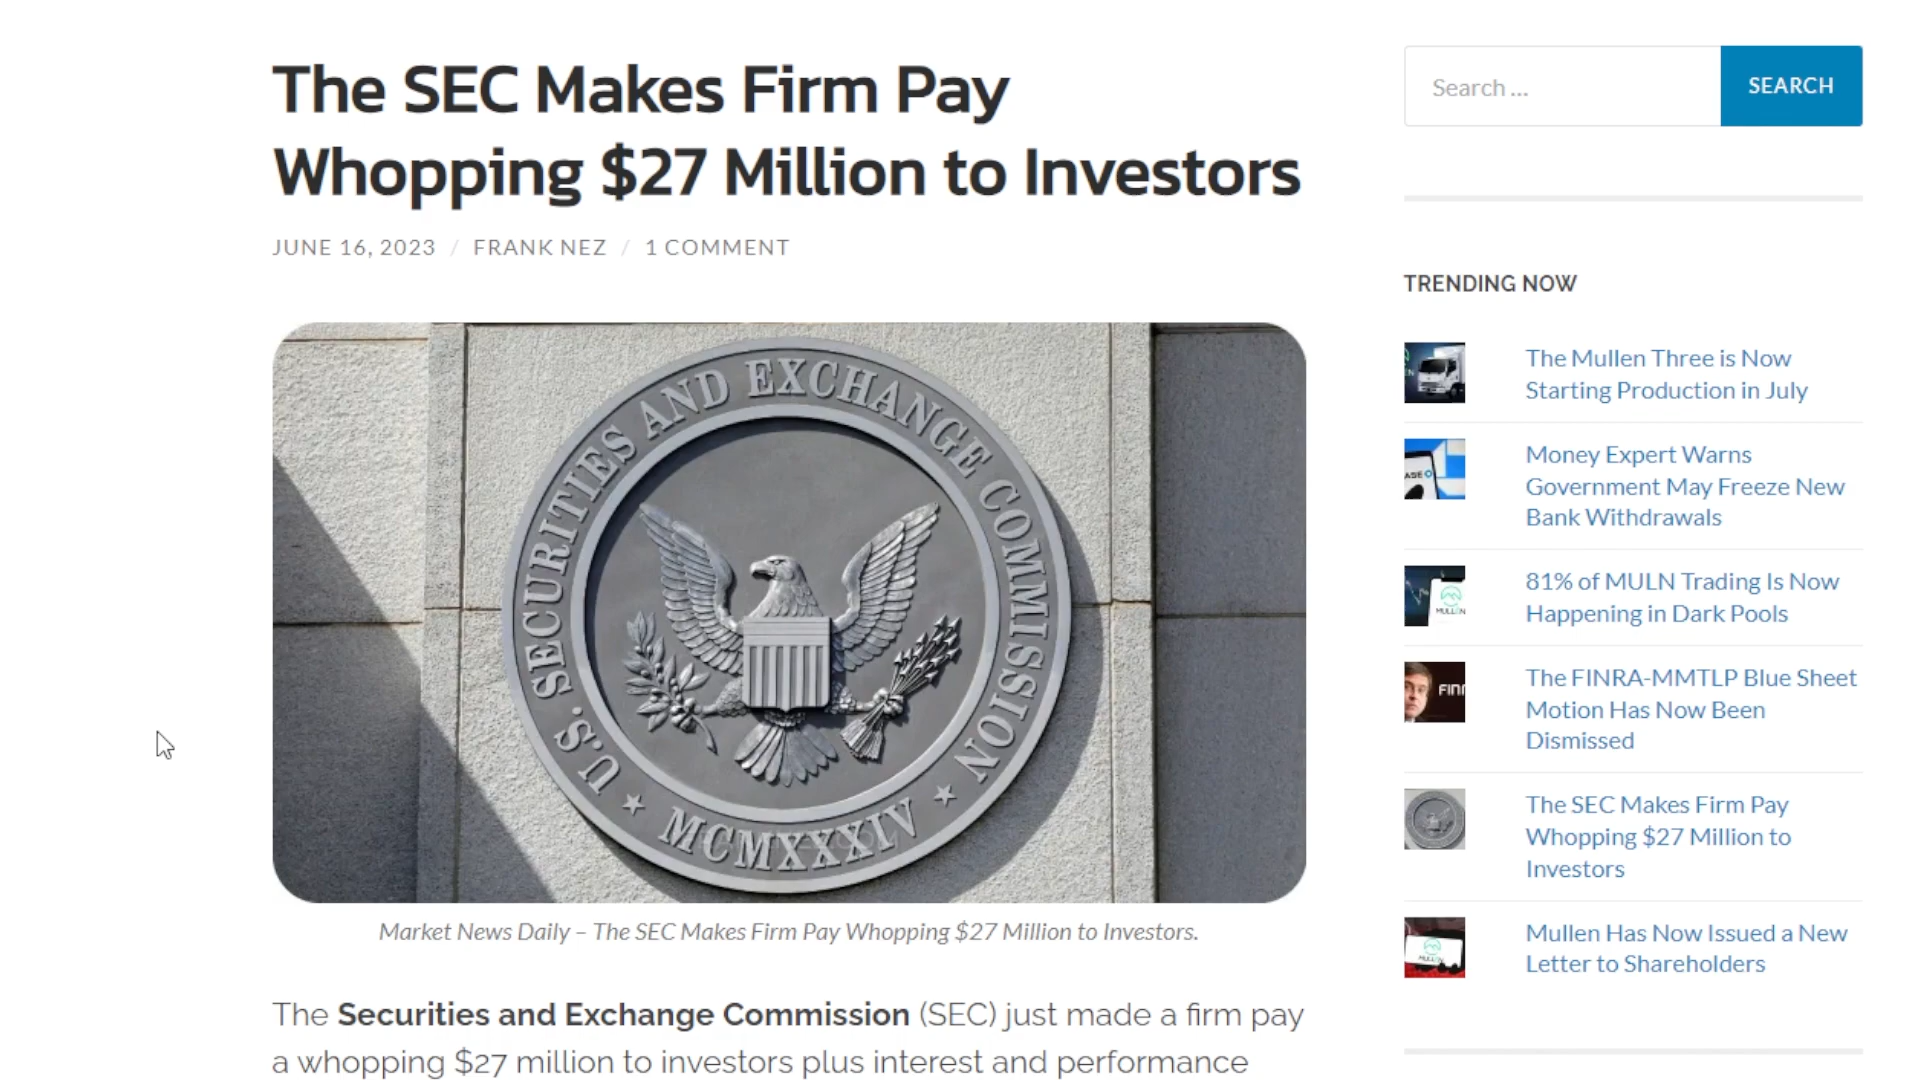 The SEC Makes Firm Pay
Whopping $27 Million to Investors
JUNE 16, 2023 / FRANK NEZ / 1 COMMENT
U.S. SECURITIES AND EXCHANGE COMMISSION
MCMXXXIV
Market News Daily – The SEC Makes Firm Pay Whopping $27 Million to Investors.
The Securities and Exchange Commission (SEC) just made a firm pay
a whopping $27 million to investors plus interest and performance
Search ...
SEARCH
TRENDING NOW
The Mullen Three is Now
Starting Production in July
ASE
Money Expert Warns
Government May Freeze New
Bank Withdrawals
MULLEN
81% of MULN Trading Is Now
Happening in Dark Pools
The FINRA-MMTLP Blue Sheet
Motion Has Now Been
Dismissed
The SEC Makes Firm Pay
Whopping $27 Million to
Investors
Mullen Has Now Issued a New
Letter to Shareholders